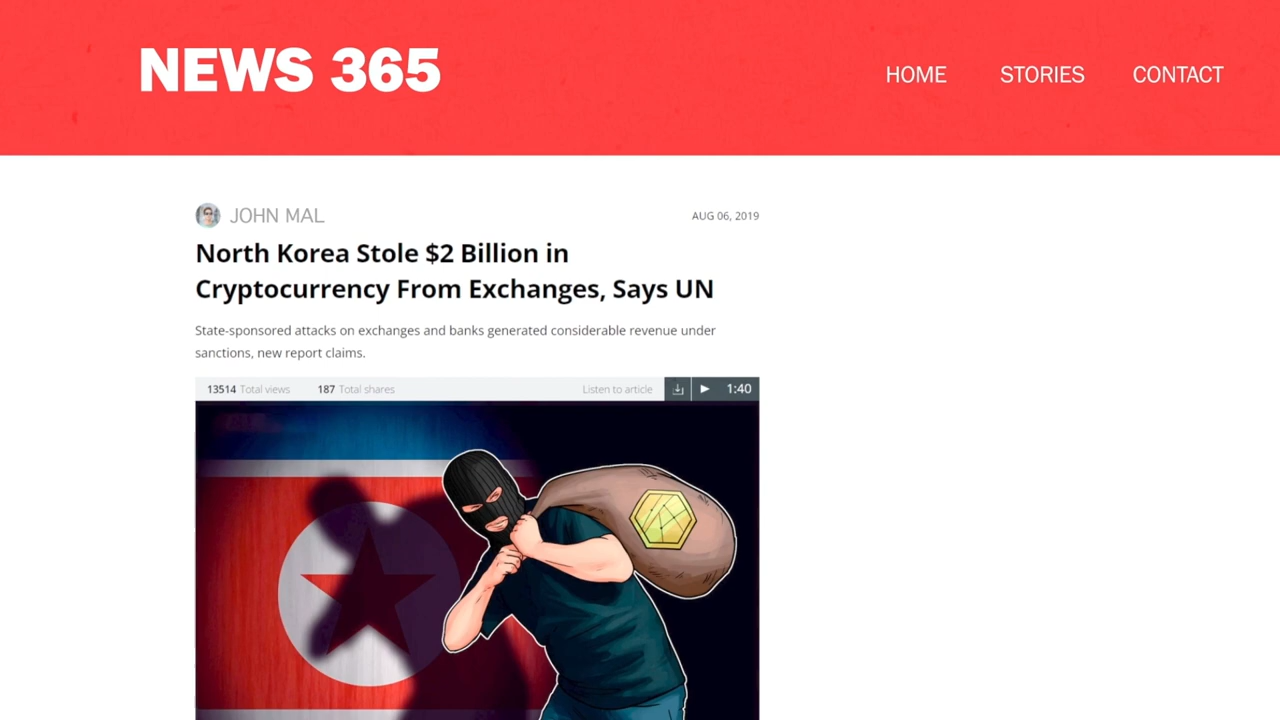 NEWS 365
HOME STORIES CONTACT
JOHN MAL
AUG 06, 2019
North Korea Stole $2 Billion in
Cryptocurrency From Exchanges, Says UN
State-sponsored attacks on exchanges and banks generated considerable revenue under
sanctions, new report claims.
13514 Total views 187 Total shares Listen to article 1:40